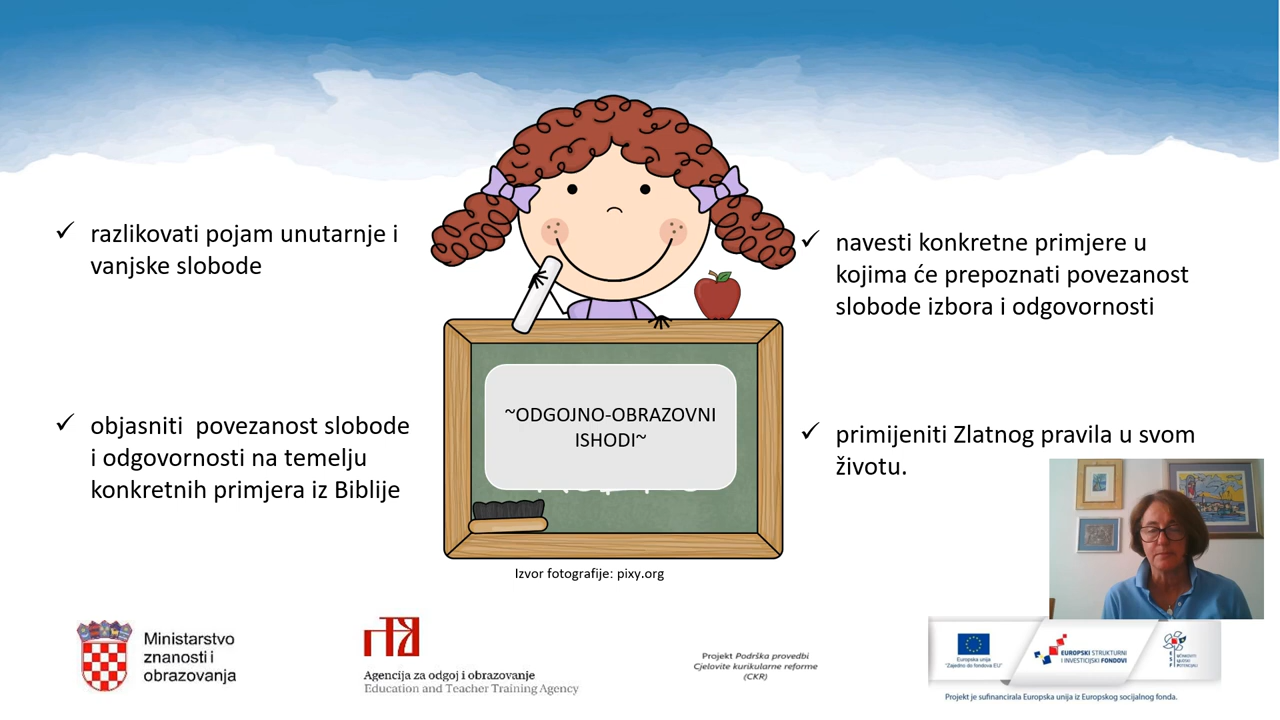 razlikovati pojam unutarnje i
vanjske slobode
objasniti  povezanost slobode
i odgovornosti na temelju
konkretnih primjera iz Biblije
~ODGOJNO-OBRAZOVNI
ISHODI~
navesti konkretne primjere u
kojima će prepoznati povezanost
slobode izbora i odgovornosti
primijeniti Zlatnog pravila u svom
životu.
Izvor fotografije: pixy.org
Ministarstvo
znanosti i
obrazovanja
Agencija za odgoj i obrazovanje
Education and Teacher Training Agency
Projekt Podrška provedbi
Cjelovite kurikularne reforme
(CKR)
Europska unija
"Zajedno do fondova EU"
EUROPSKI STRUKTURNI
I INVESTICIJSKI FONDOVI
Projekt je sufinancirala Europska unija iz Europskog socijalnog fonda.